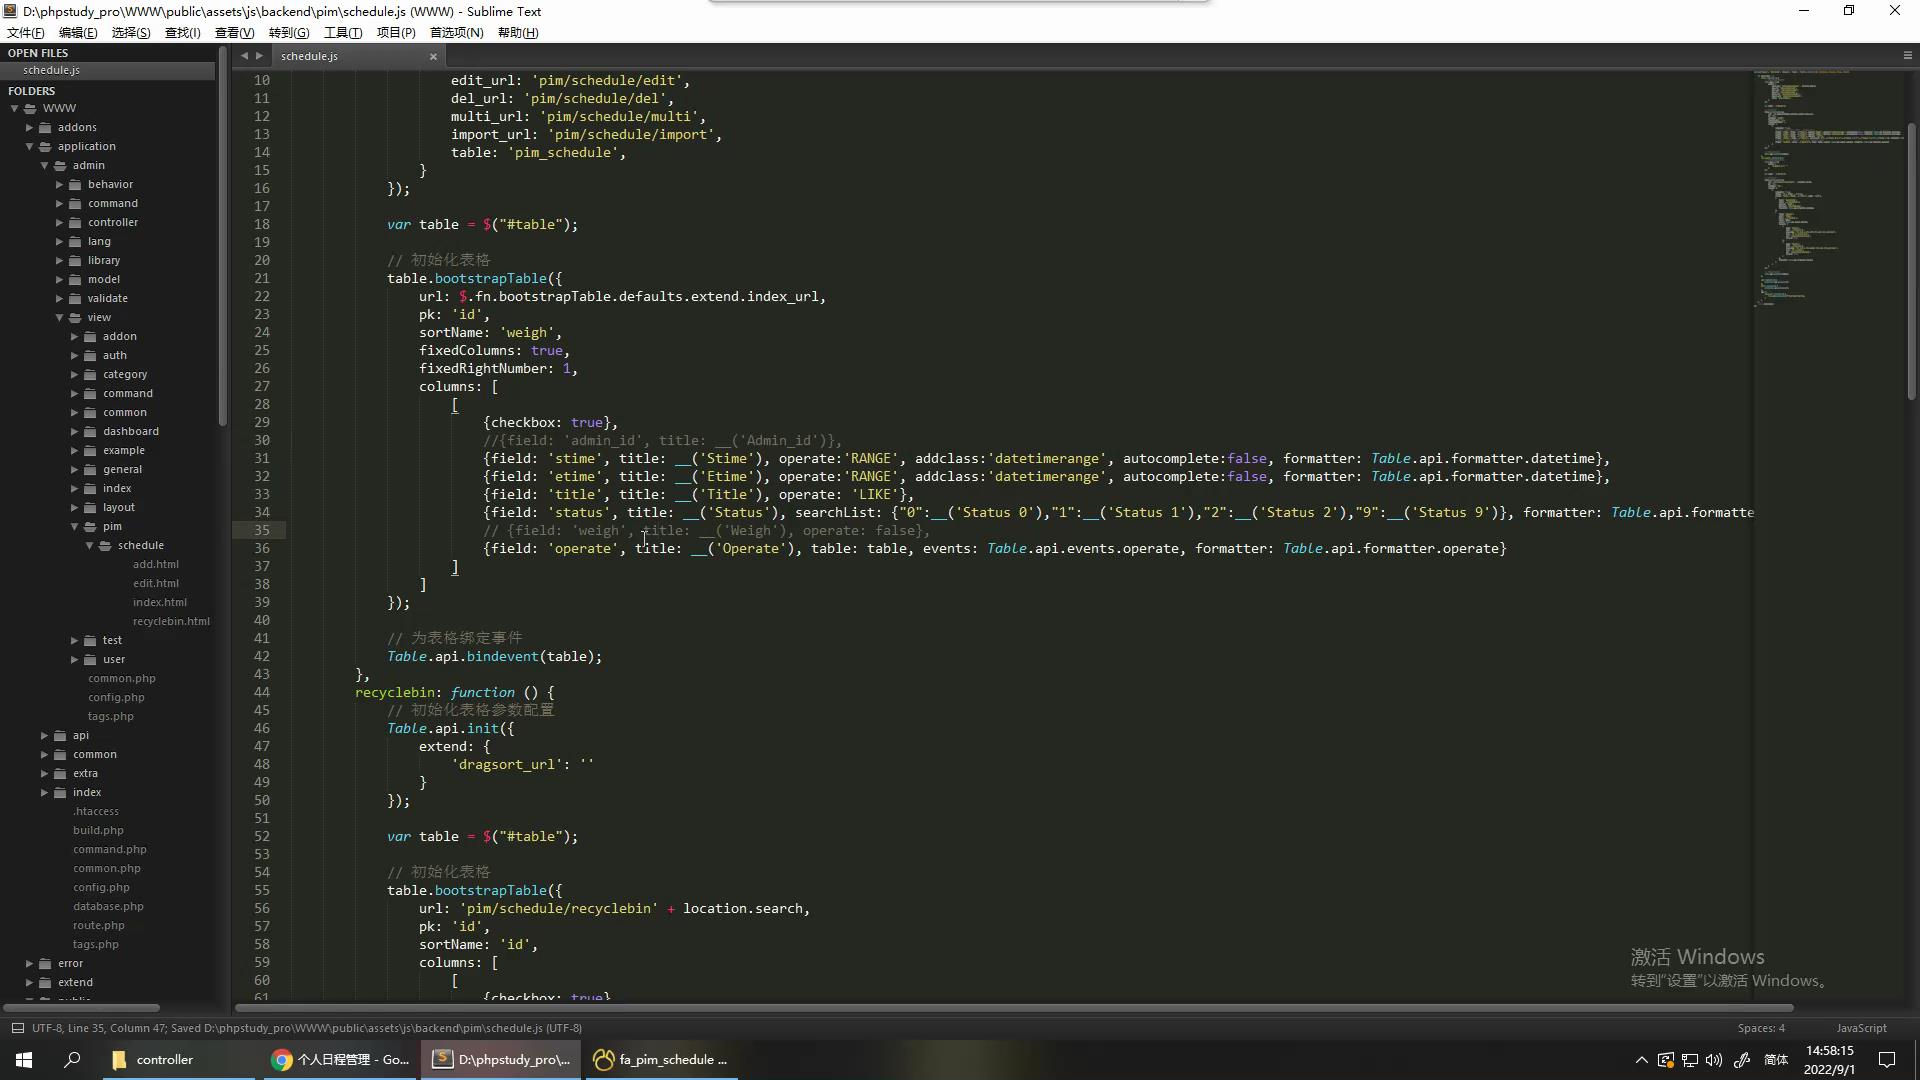 D:\phpstudy_pro\WWW\public\assets\js\backend\pim\schedule.js (WWW) - Sublime Text
文件(F) 编辑(E) 选择(S) 查找(I) 查看(V) 转到(G) 工具(T) 项目(P) 首选项(N) 帮助(H)
OPEN FILES
schedule.js
FOLDERS
WWW
addons
application
admin
behavior
command
controller
lang
library
model
validate
view
addon
auth
category
command
common
dashboard
example
general
index
layout
pim
schedule
add.html
edit.html
index.html
recyclebin.html
test
user
common.php
config.php
tags.php
api
common
extra
index
.htaccess
build.php
command.php
common.php
config.php
database.php
route.php
tags.php
error
extend
schedule.js
10 edit_url: 'pim/schedule/edit',
11 del_url: 'pim/schedule/del',
12 multi_url: 'pim/schedule/multi',
13 import_url: 'pim/schedule/import',
14 table: 'pim_schedule',
15 }
16 });
17
18 var table = $("#table");
19
20 // 初始化表格
21 table.bootstrapTable({
22 url: $.fn.bootstrapTable.defaults.extend.index_url,
23 pk: 'id',
24 sortName: 'weigh',
25 fixedColumns: true,
26 fixedRightNumber: 1,
27 columns: [
28 [
29 {checkbox: true},
30 //{field: 'admin_id', title: __('Admin_id')},
31 {field: 'stime', title: __('Stime'), operate:'RANGE', addclass:'datetimerange', autocomplete:false, formatter: Table.api.formatter.datetime},
32 {field: 'etime', title: __('Etime'), operate:'RANGE', addclass:'datetimerange', autocomplete:false, formatter: Table.api.formatter.datetime},
33 {field: 'title', title: __('Title'), operate: 'LIKE'},
34 {field: 'status', title: __('Status'), searchList: {"0":__('Status 0'),"1":__('Status 1'),"2":__('Status 2'),"9":__('Status 9')}, formatter: Table.api.formatte
35 // {field: 'weigh', title: __('Weigh'), operate: false},
36 {field: 'operate', title: __('Operate'), table: table, events: Table.api.events.operate, formatter: Table.api.formatter.operate}
37 ]
38 ]
39 });
40
41 // 为表格绑定事件
42 Table.api.bindevent(table);
43 },
44 recyclebin: function () {
45 // 初始化表格参数配置
46 Table.api.init({
47 extend: {
48 'dragsort_url': ''
49 }
50 });
51
52 var table = $("#table");
53
54 // 初始化表格
55 table.bootstrapTable({
56 url: 'pim/schedule/recyclebin' + location.search,
57 pk: 'id',
58 sortName: 'id',
59 columns: [
60 [
61 {checkbox: true}
激活 Windows
转到"设置"以激活 Windows。
UTF-8, Line 35, Column 47; Saved D:\phpstudy_pro\WWW\public\assets\js\backend\pim\schedule.js (UTF-8)
Spaces: 4 JavaScript
controller
个人日程管理 - Go...
D:\phpstudy_pro\...
fa_pim_schedule ...
简体
14:58:15
2022/9/1